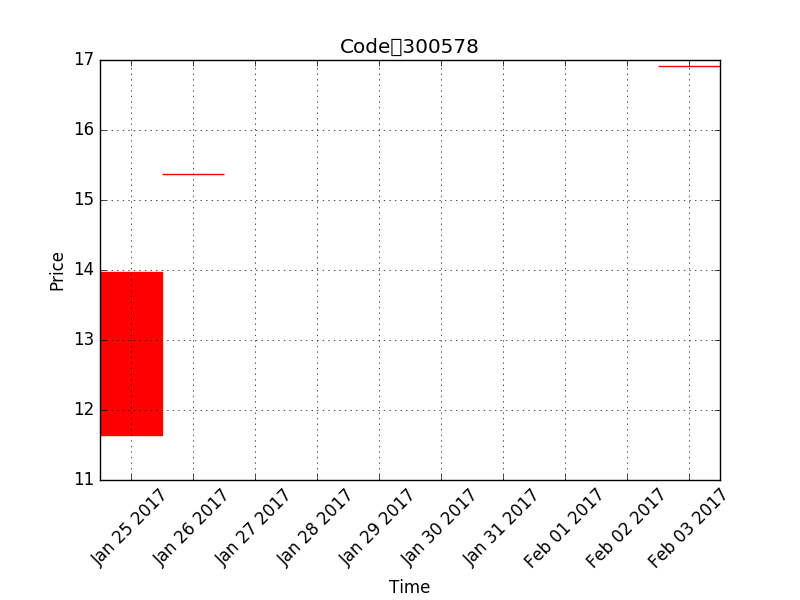 Code300578
17
16
15
14
13
12
11
Price
Jan 25 2017
Jan 26 2017
Jan 27 2017
Jan 28 2017
Jan 29 2017
Jan 30 2017
Jan 31 2017
Feb 01 2017
Feb 02 2017
Feb 03 2017
Time